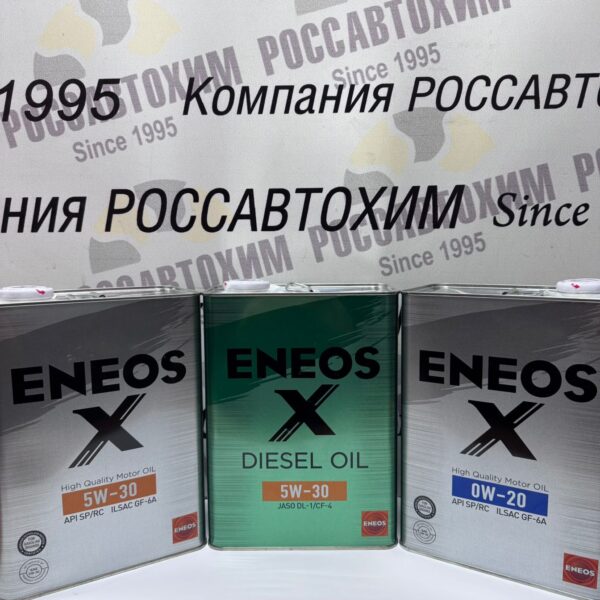 РОССАВТОХИМ
Since 1995
1995 Компания РОССАВТО
РОССАВТОХИМ
Since 1995
ния РОССАВТОХИМ Since
РОССАВТОХИМ
Since 1995
РОССАВТОХИМ
ENEOS
X
High Quality Motor OIL
5W-30
API SP/RC ILSAC GF-6A
ENEOS
ENEOS
X
DIESEL OIL
5W-30
JASO DL-1/CF-4
ENEOS
ENEOS
X
High Quality Motor OIL
0W-20
API SP/RC ILSAC GF-6A
ENEOS